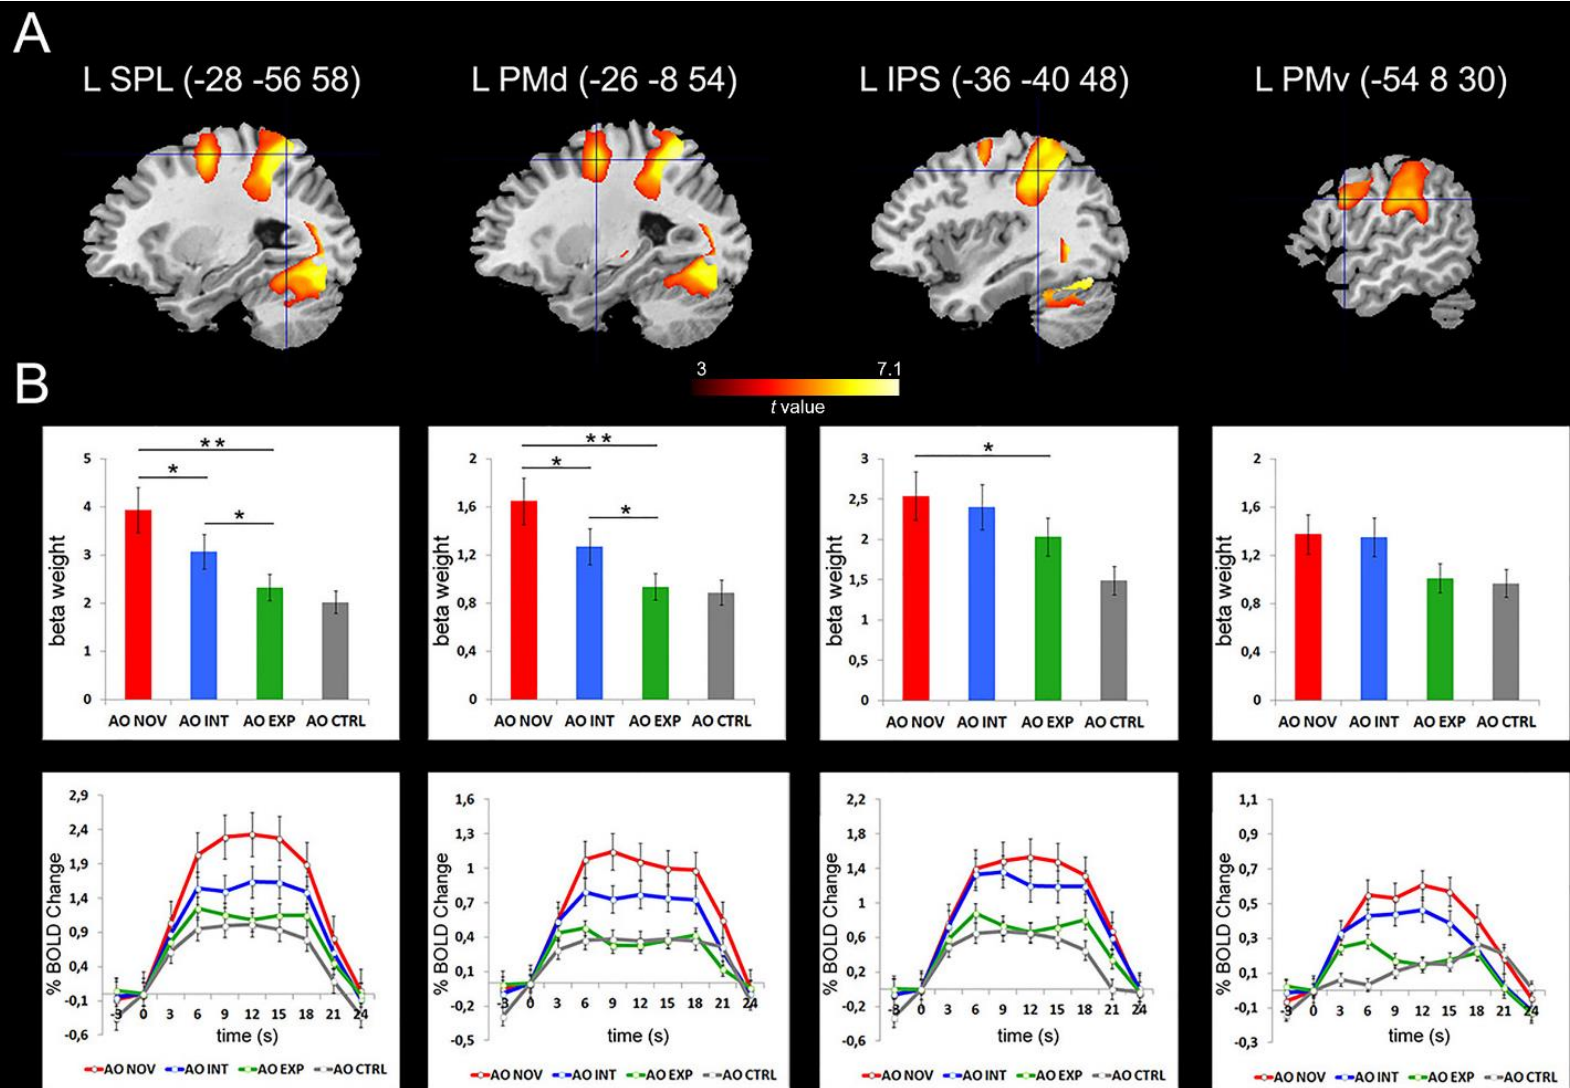 A
L SPL (-28 -56 58)
L PMd (-26 -8 54)
L IPS (-36 -40 48)
L PMv (-54 8 30)
3
7.1
t value
B
beta weight
5
4
3
2
1
0
* *
*
*
AO NOV AO INT AO EXP AO CTRL
beta weight
2
1,6
1,2
0,8
0,4
0
* *
*
*
AO NOV AO INT AO EXP AO CTRL
beta weight
3
2,5
2
1,5
1
0,5
0
*
AO NOV AO INT AO EXP AO CTRL
beta weight
2
1,6
1,2
0,8
0,4
0
AO NOV AO INT AO EXP AO CTRL
% BOLD Change
2,9
2,4
1,9
1,4
0,9
0,4
-0,1
-0,6
-3 0 3 6 9 12 15 18 21 24
time (s)
AO NOV AO INT AO EXP AO CTRL
% BOLD Change
1,6
1,3
1
0,7
0,4
0,1
-0,2
-0,5
-3 0 3 6 9 12 15 18 21 24
time (s)
AO NOV AO INT AO EXP AO CTRL
% BOLD Change
2,2
1,8
1,4
1
0,6
0,2
-0,2
-0,6
-3 0 3 6 9 12 15 18 21 24
time (s)
AO NOV AO INT AO EXP AO CTRL
% BOLD Change
1,1
0,9
0,7
0,5
0,3
0,1
-0,1
-0,3
-3 0 3 6 9 12 15 18 21 24
time (s)
AO NOV AO INT AO EXP AO CTRL